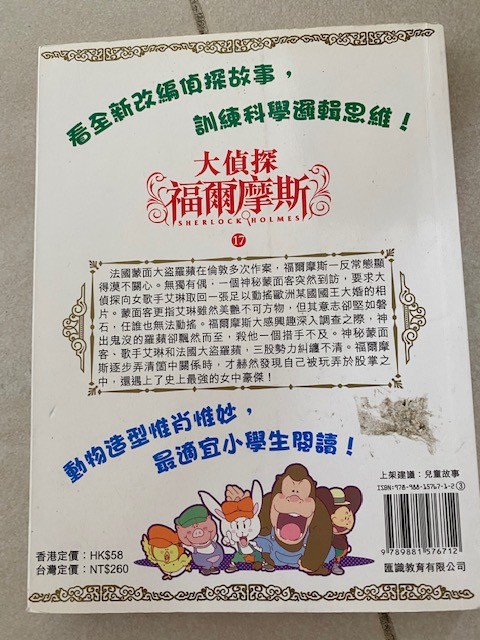 看全新改編偵探故事，
訓練科學邏輯思維！
大偵探
福爾摩斯
SHERLOCK HOLMES
17
法國蒙面大盜羅蘋在倫敦多次作案，福爾摩斯一反常態顯
得漠不關心。無獨有偶，一個神秘蒙面客突然到訪，要求大
偵探向女歌手艾琳取回一張足以動搖歐洲某國國王大婚的相
片。蒙面客更指艾琳雖然美艷不可方物，但其意志卻堅如磐
石，任誰也無法動搖。福爾摩斯大感興趣深入調查之際，神
出鬼沒的羅蘋卻飄然而至，殺他一個措手不及。神秘蒙面
客、歌手艾琳和法國大盜羅蘋，三股勢力糾纏不清。福爾摩
斯逐步弄清箇中關係時，才赫然發現自己被玩弄於股掌之
中，還遇上了史上最強的女中豪傑！
動物造型惟肖惟妙，
最適宜小學生閱讀！
上架建議：兒童故事
ISBN:978-988-15767-1-2 ③
9 789881 576712
香港定價：HK$58
台灣定價：NT$260
匯識教育有限公司